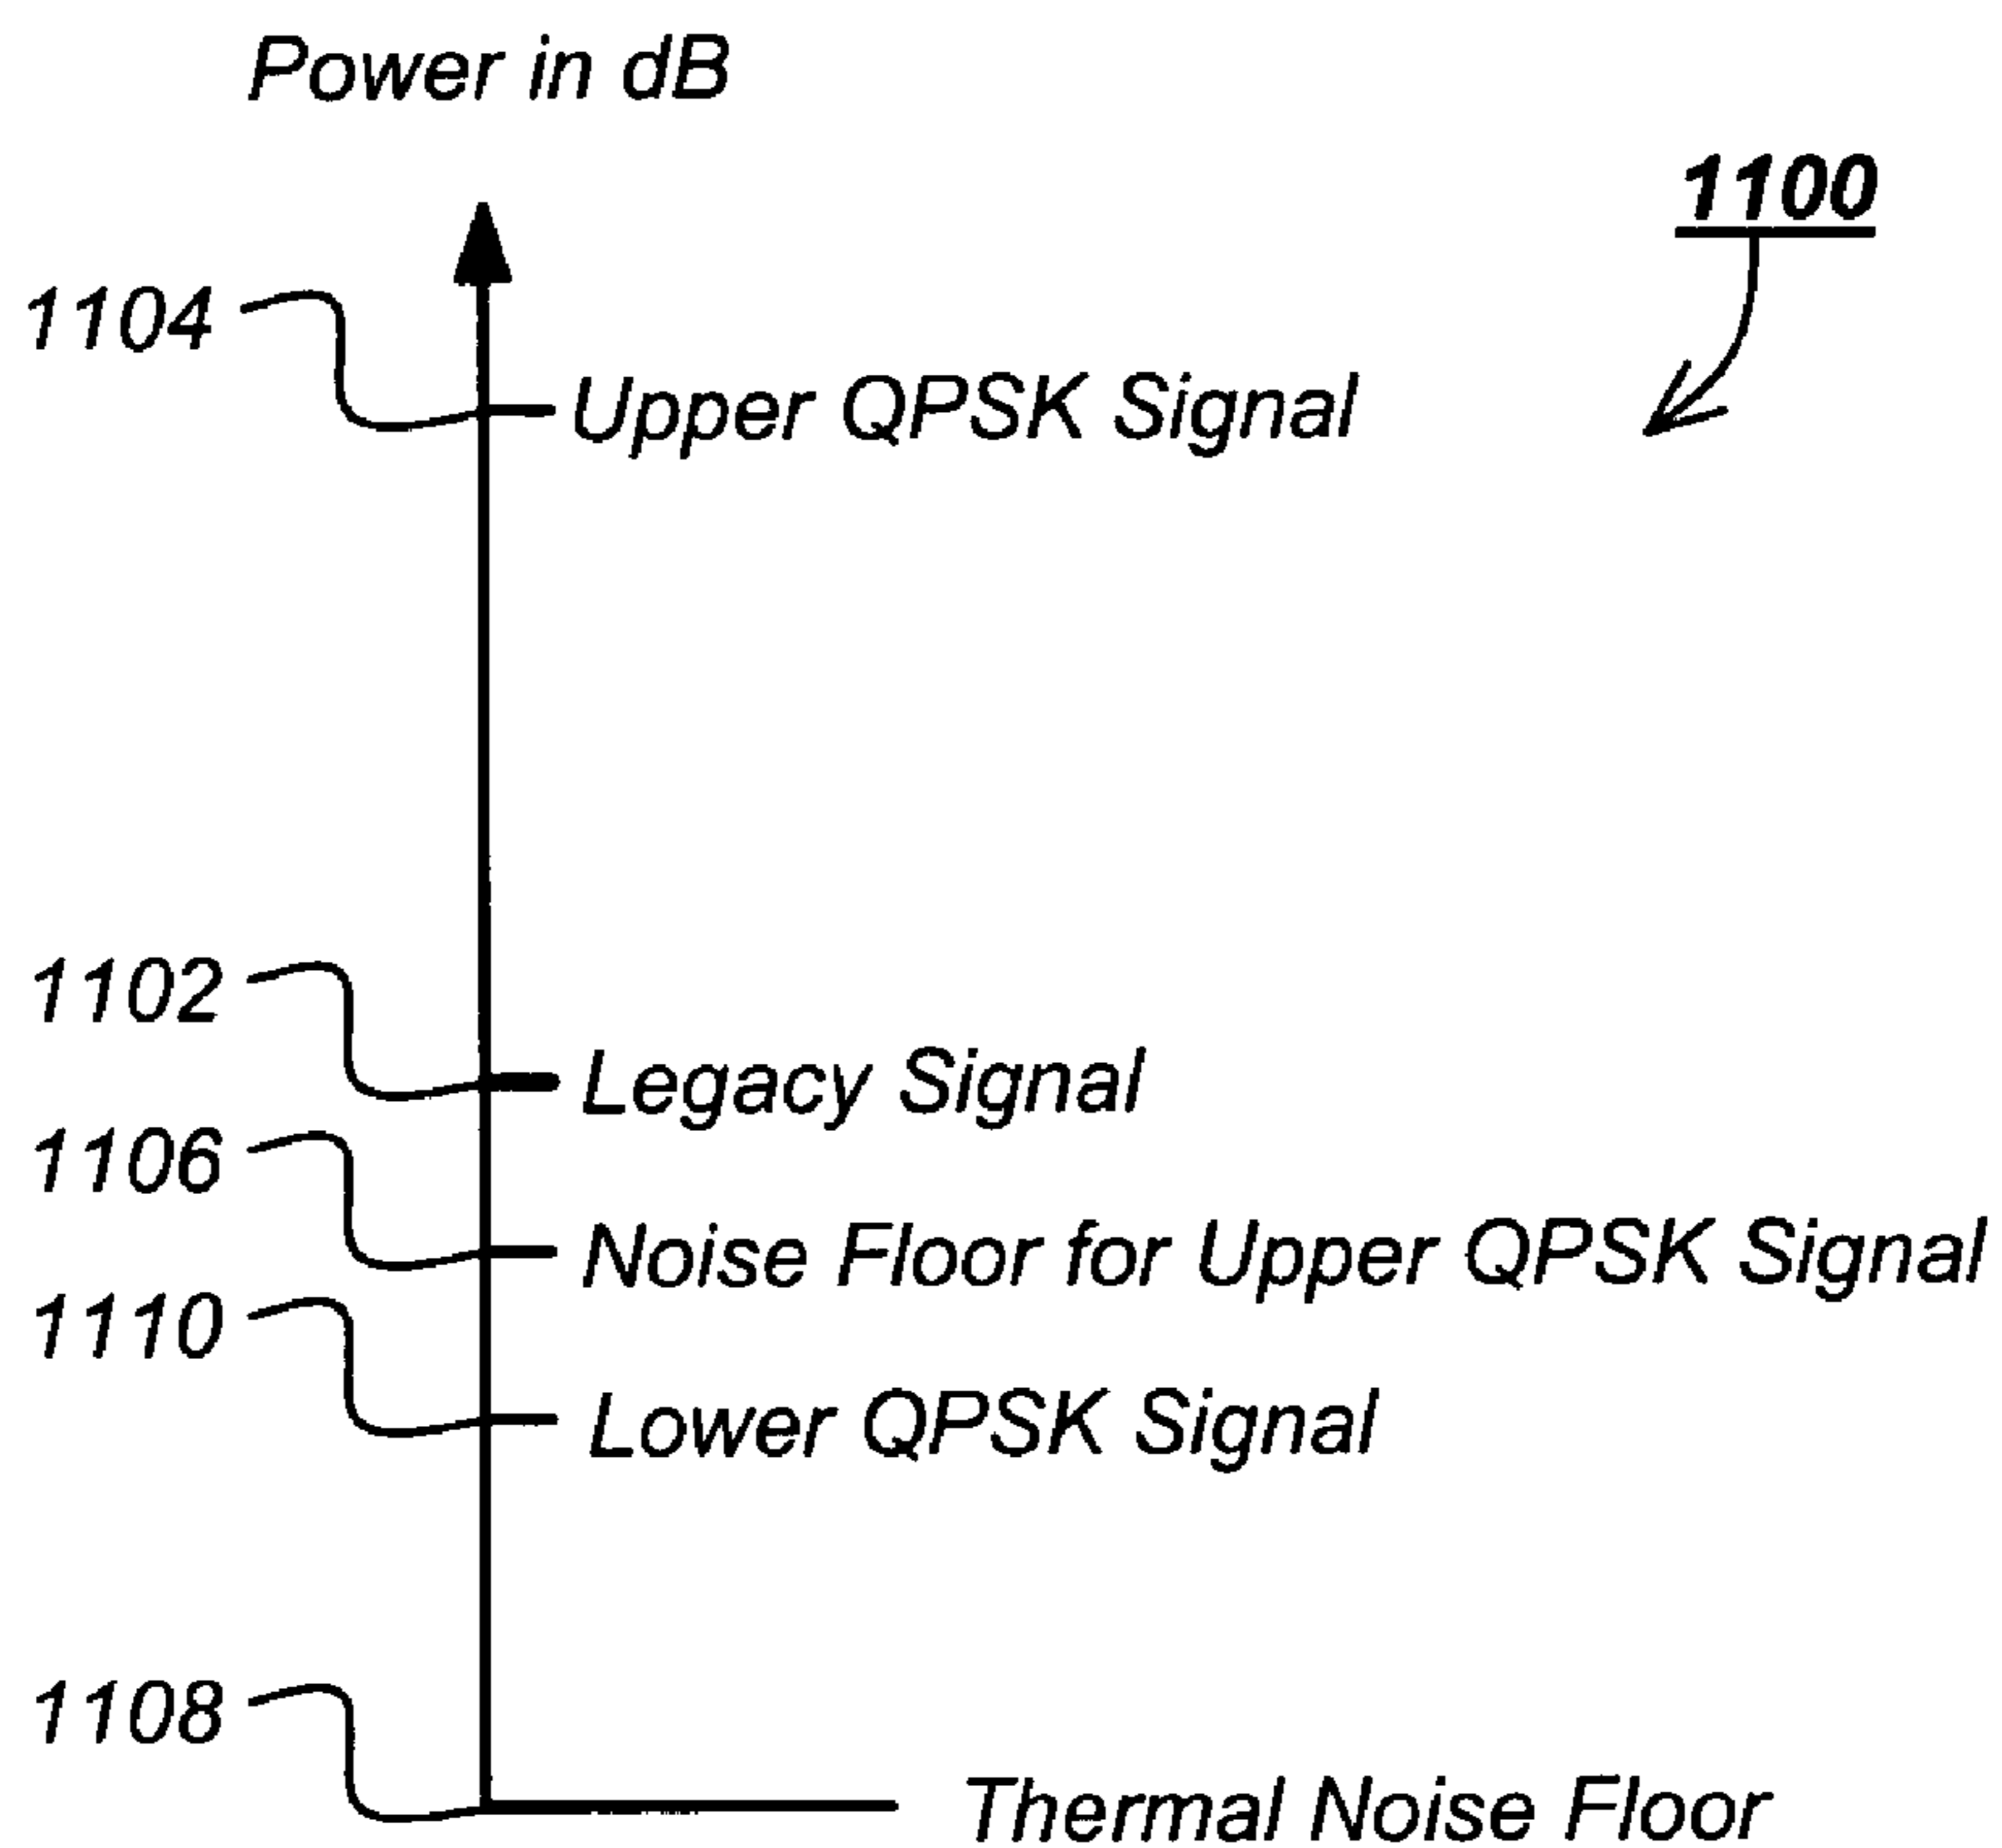 Power in dB
1100
1104
Upper QPSK Signal
1102
Legacy Signal
1106
Noise Floor for Upper QPSK Signal
1110
Lower QPSK Signal
1108
Thermal Noise Floor